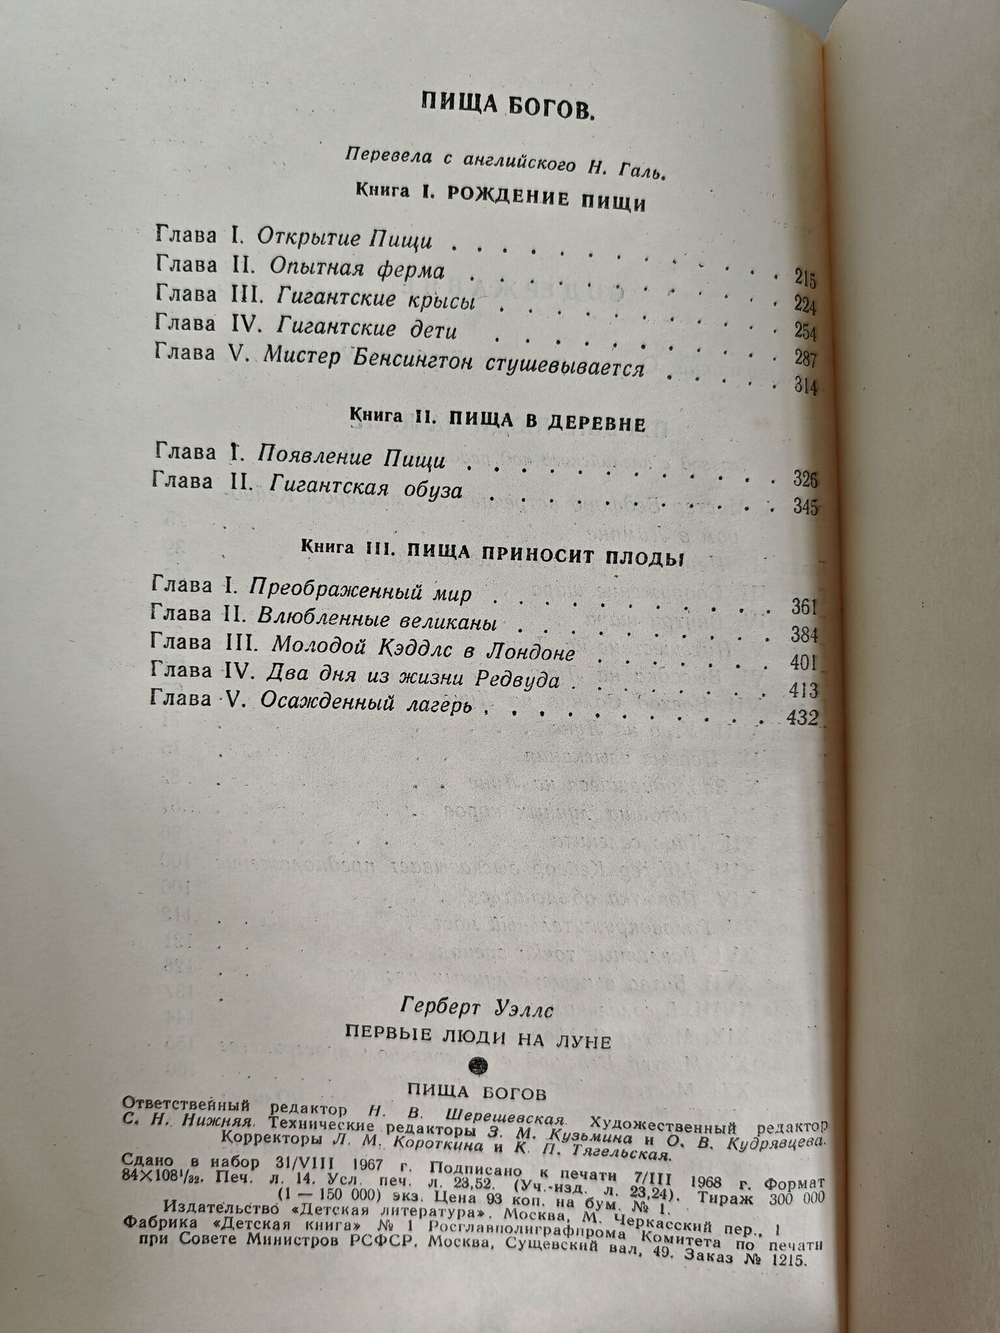 ПИЩА БОГОВ.
Перевела с английского Н. Галь.
Книга I. РОЖДЕНИЕ ПИЩИ
Глава I. Открытие Пищи . . . . . . . . . . . . 215
Глава II. Опытная ферма . . . . . . . . . . . . 224
Глава III. Гигантские крысы . . . . . . . . . . . 254
Глава IV. Гигантские дети . . . . . . . . . . . 287
Глава V. Мистер Бенсингтон стушевывается . . . . . 314
Книга II. ПИЩА В ДЕРЕВНЕ
Глава I. Появление Пищи . . . . . . . . . . . . 326
Глава II. Гигантская обуза . . . . . . . . . . . 345
Книга III. ПИЩА ПРИНОСИТ ПЛОДЫ
Глава I. Преображенный мир . . . . . . . . . . . 361
Глава II. Влюбленные великаны . . . . . . . . . . 384
Глава III. Молодой Кэддлс в Лондоне . . . . . . . 401
Глава IV. Два дня из жизни Редвуда . . . . . . . . 413
Глава V. Осажденный лагерь . . . . . . . . . . . 432
Герберт Уэллс
ПЕРВЫЕ ЛЮДИ НА ЛУНЕ
ПИЩА БОГОВ
Ответственный редактор Н. В. Шерешевская. Художественный редактор
С. Н. Нижняя. Технические редакторы З. М. Кузьмина и О. В. Кудрявцева.
Корректоры Л. М. Короткина и К. П. Тягельская.
Сдано в набор 31/VIII 1967 г. Подписано к печати 7/III 1968 г. Формат
84×108¹/₃₂. Печ. л. 14. Усл. печ. л. 23,52. (Уч.-изд. л. 23,24). Тираж 300 000
(1 — 150 000) экз. Цена 93 коп. на бум. № 1.
Издательство «Детская литература». Москва, М. Черкасский пер., 1
Фабрика «Детская книга» № 1 Росглавполиграфпрома Комитета по печати
при Совете Министров РСФСР. Москва, Сущевский вал, 49. Заказ № 1215.